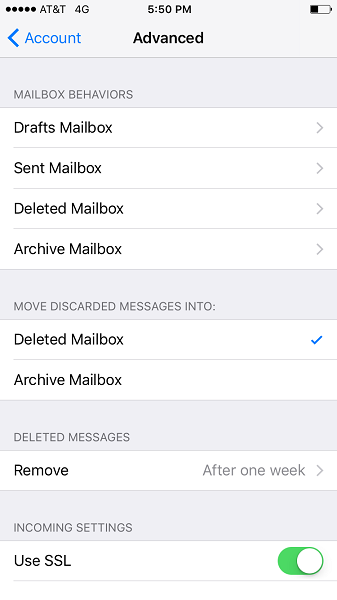 AT&T 4G 5:50 PM
Account Advanced
MAILBOX BEHAVIORS
Drafts Mailbox
Sent Mailbox
Deleted Mailbox
Archive Mailbox
MOVE DISCARDED MESSAGES INTO:
Deleted Mailbox
Archive Mailbox
DELETED MESSAGES
Remove After one week
INCOMING SETTINGS
Use SSL